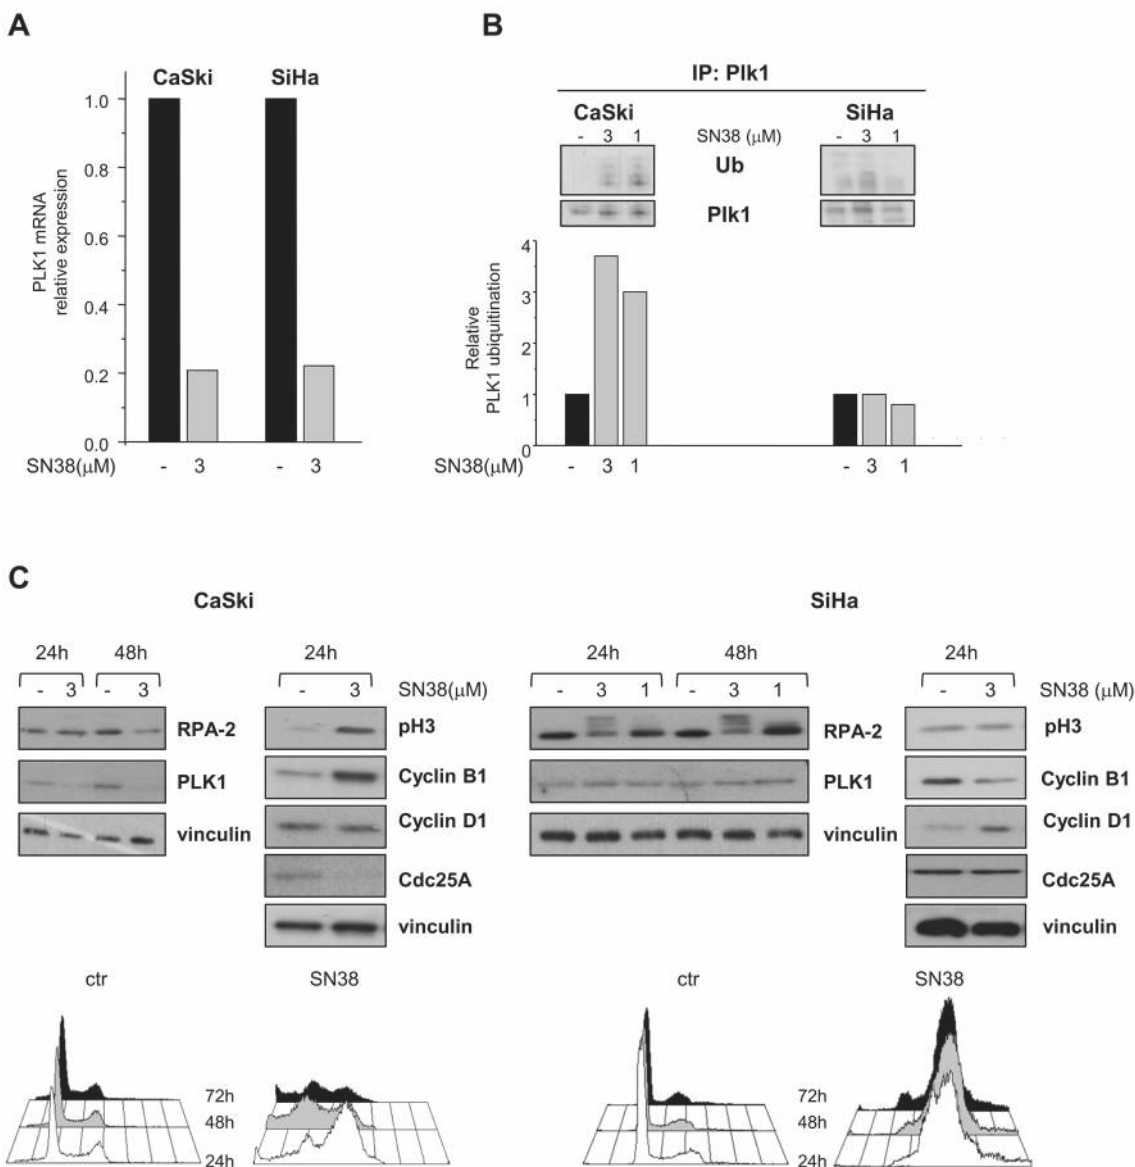 A
CaSki SiHa
PLK1 mRNA
relative expression
1.0
0.8
0.6
0.4
0.2
0.0
SN38(μM) - 3 - 3
B
IP: Plk1
CaSki SiHa
- 3 1 SN38 (μM) - 3 1
Ub
Plk1
Relative
PLK1 ubiquitination
4
3
2
1
0
SN38(μM) - 3 1 - 3 1
C
CaSki SiHa
24h 48h 24h 24h 48h 24h
- 3 - 3 - 3 SN38(μM) - 3 1 - 3 1 - 3 SN38 (μM)
RPA-2 pH3 RPA-2 pH3
PLK1 Cyclin B1 PLK1 Cyclin B1
vinculin Cyclin D1 vinculin Cyclin D1
Cdc25A Cdc25A
vinculin vinculin
ctr SN38 ctr SN38
72h 72h
48h 48h
24h 24h